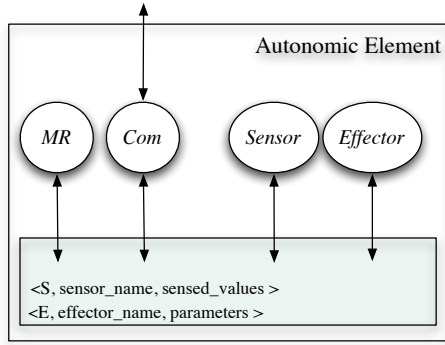 Autonomic Element
MR Com Sensor Effector
<S, sensor_name, sensed_values >
<E, effector_name, parameters >